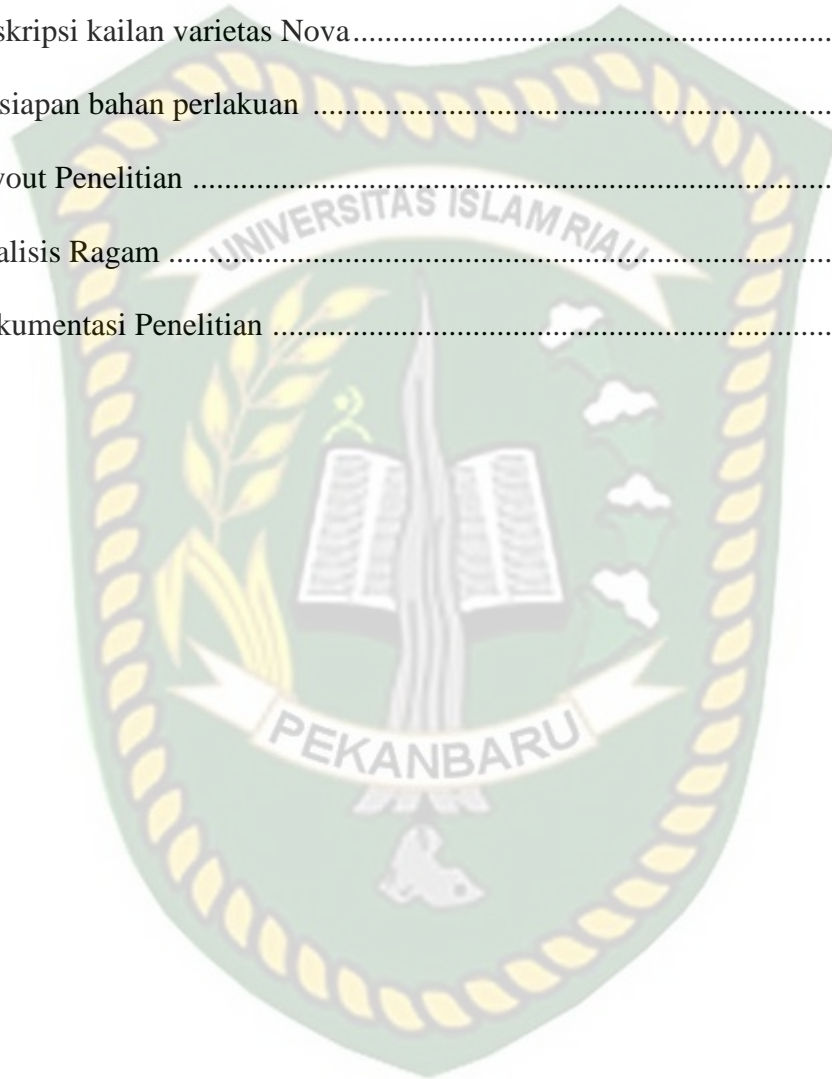 skripsi kailan varietas Nova.......................................................
siapan bahan perlakuan ............................................................
yout Penelitian ..............................................................................
UNIVERSITAS ISLAM RIAU
alisis Ragam .................................................................................
kumentasi Penelitian ...................................................................
PEKANBARU